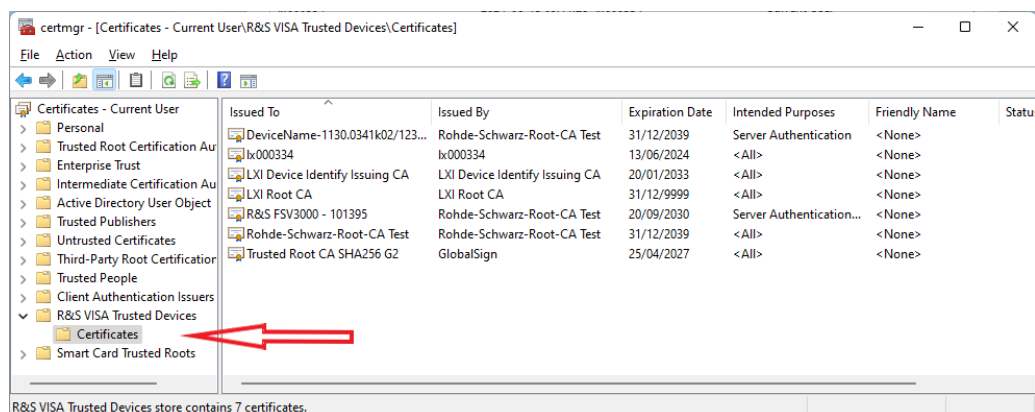 certmgr - [Certificates - Current User\R&S VISA Trusted Devices\Certificates]
File Action View Help
Certificates - Current User
Personal
Trusted Root Certification Au
Enterprise Trust
Intermediate Certification Au
Active Directory User Object
Trusted Publishers
Untrusted Certificates
Third-Party Root Certification
Trusted People
Client Authentication Issuers
R&S VISA Trusted Devices
Certificates
Smart Card Trusted Roots
Issued To Issued By Expiration Date Intended Purposes Friendly Name Statu
DeviceName-1130.0341k02/123... Rohde-Schwarz-Root-CA Test 31/12/2039 Server Authentication <None>
lx000334 lx000334 13/06/2024 <All> <None>
LXI Device Identify Issuing CA LXI Device Identify Issuing CA 20/01/2033 <All> <None>
LXI Root CA LXI Root CA 31/12/9999 <All> <None>
R&S FSV3000 - 101395 Rohde-Schwarz-Root-CA Test 20/09/2030 Server Authentication... <None>
Rohde-Schwarz-Root-CA Test Rohde-Schwarz-Root-CA Test 31/12/2039 <All> <None>
Trusted Root CA SHA256 G2 GlobalSign 25/04/2027 <All> <None>
R&S VISA Trusted Devices store contains 7 certificates.